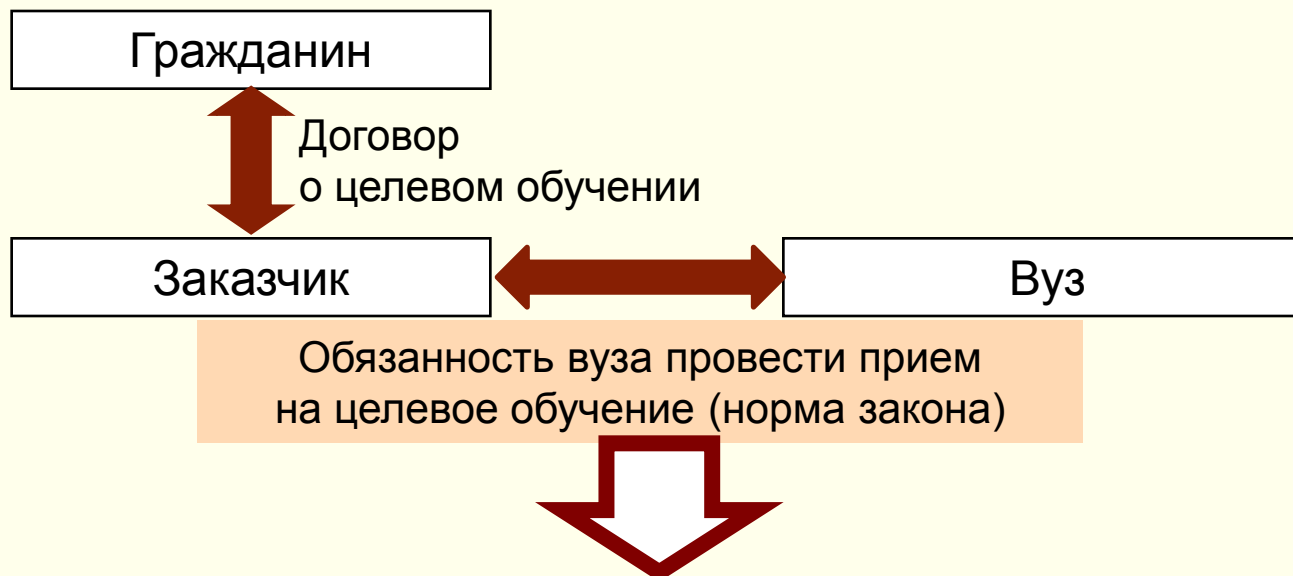 Гражданин
Договор
о целевом обучении
Заказчик
Вуз
Обязанность вуза провести прием
на целевое обучение (норма закона)